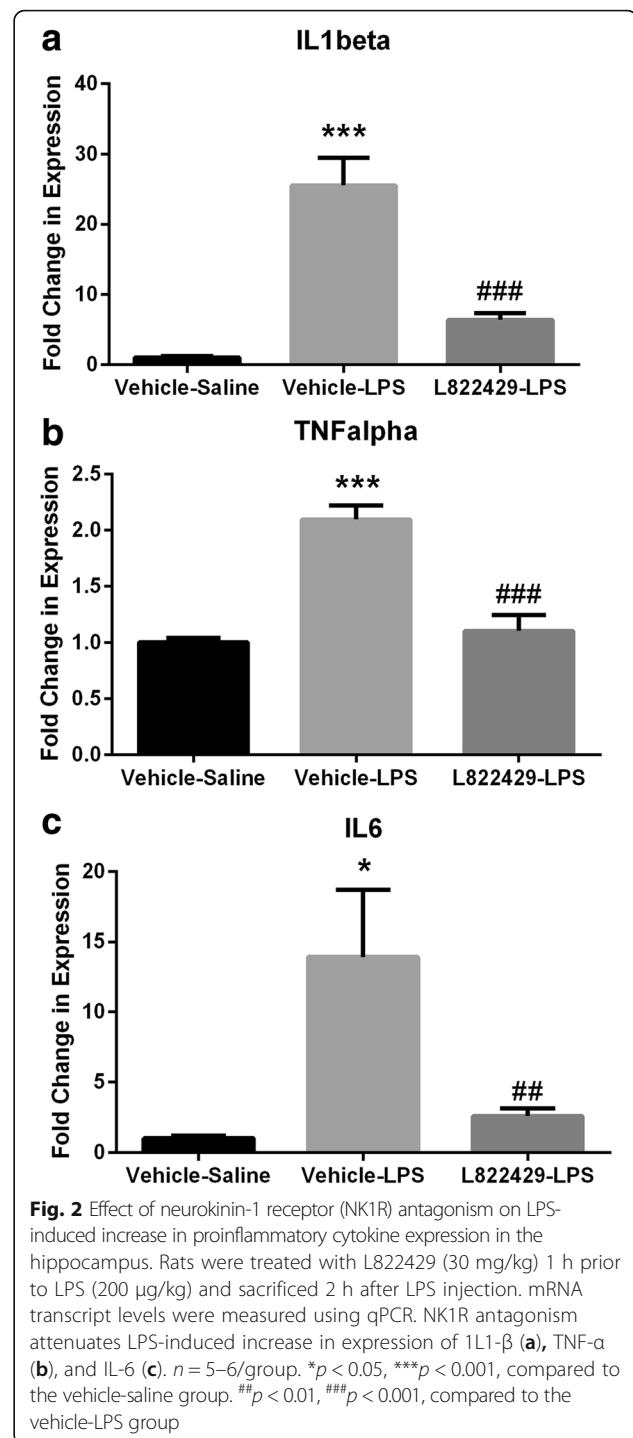 a
IL1beta
Fold Change in Expression
40
30
20
10
0
***
###
Vehicle-Saline Vehicle-LPS L822429-LPS
b
TNFalpha
Fold Change in Expression
2.5
2.0
1.5
1.0
0.5
0.0
***
###
Vehicle-Saline Vehicle-LPS L822429-LPS
c
IL6
Fold Change in Expression
20
15
10
5
0
*
##
Vehicle-Saline Vehicle-LPS L822429-LPS
Fig. 2 Effect of neurokinin-1 receptor (NK1R) antagonism on LPS-
induced increase in proinflammatory cytokine expression in the
hippocampus. Rats were treated with L822429 (30 mg/kg) 1 h prior
to LPS (200 μg/kg) and sacrificed 2 h after LPS injection. mRNA
transcript levels were measured using qPCR. NK1R antagonism
attenuates LPS-induced increase in expression of 1L1-β (a), TNF-α
(b), and IL-6 (c). n = 5–6/group. *p < 0.05, ***p < 0.001, compared to
the vehicle-saline group. ##p < 0.01, ###p < 0.001, compared to the
vehicle-LPS group